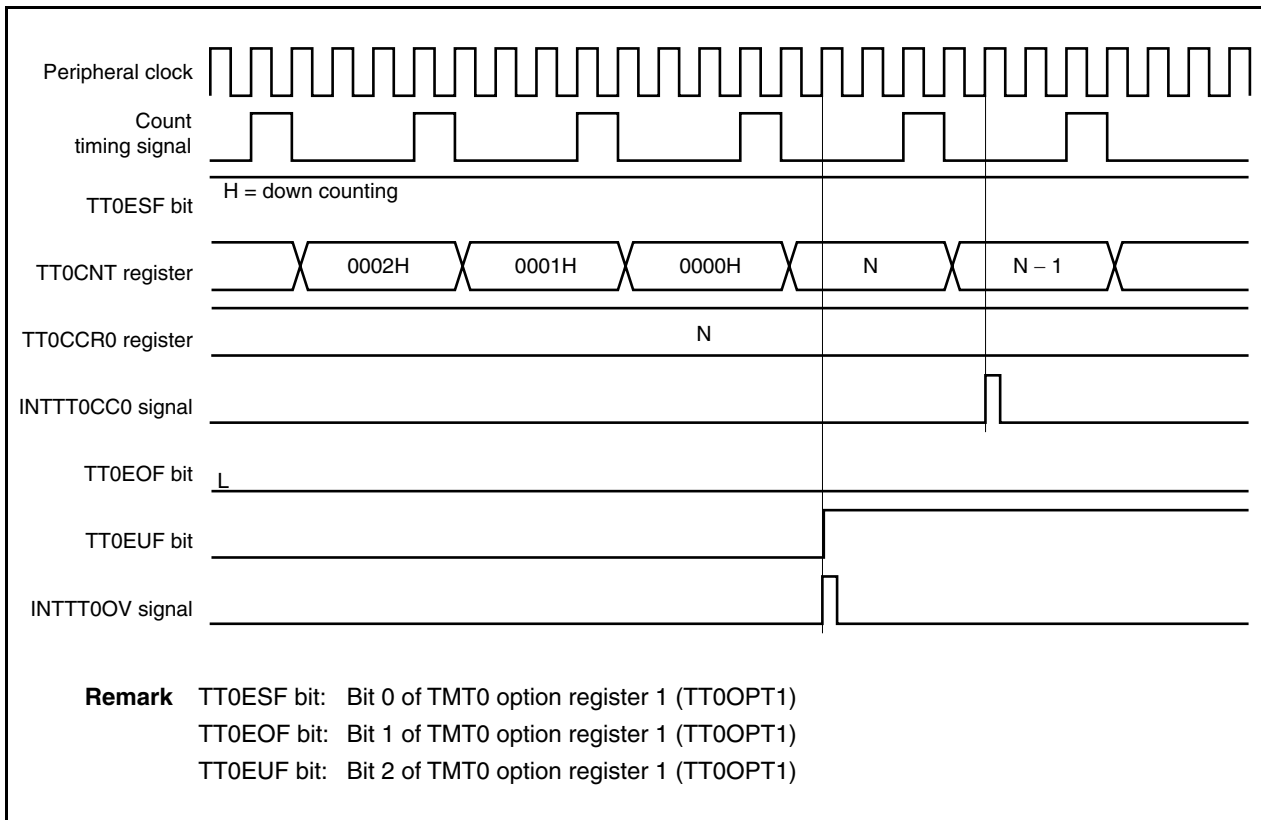 Peripheral clock
Count
timing signal
H = down counting
TT0ESF bit
TT0CNT register
0002H
0001H
0000H
N
N – 1
TT0CCR0 register
N
INTTT0CC0 signal
TT0EOF bit
L
TT0EUF bit
INTTT0OV signal
Remark TT0ESF bit: Bit 0 of TMT0 option register 1 (TT0OPT1)
TT0EOF bit: Bit 1 of TMT0 option register 1 (TT0OPT1)
TT0EUF bit: Bit 2 of TMT0 option register 1 (TT0OPT1)